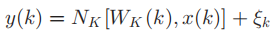 y(k) = N_K[W_K(k), x(k)] + ξ_k